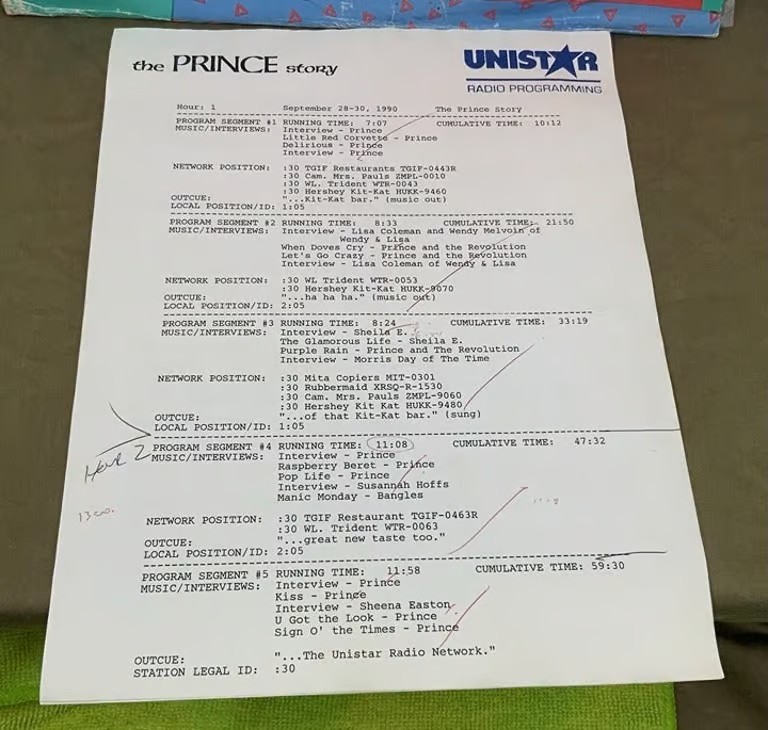 the PRINCE story
UNISTAR
RADIO PROGRAMMING
Hour: 1 September 28-30, 1990 The Prince Story
PROGRAM SEGMENT #1 RUNNING TIME: 7:07 CUMULATIVE TIME: 10:12
MUSIC/INTERVIEWS: Interview - Prince
Little Red Corvette - Prince
Delirious - Prince
Interview - Prince
NETWORK POSITION: :30 TGIF Restaurants TGIF-0443R
:30 Cam. Mrs. Pauls ZMPL-0010
:30 WL. Trident WTR-0043
:30 Hershey Kit-Kat HUKK-9460
OUTCUE: "...Kit-Kat bar." (music out)
LOCAL POSITION/ID: 1:05
PROGRAM SEGMENT #2 RUNNING TIME: 8:33 CUMULATIVE TIME: 21:50
MUSIC/INTERVIEWS: Interview - Lisa Coleman and Wendy Melvoin of
Wendy & Lisa
When Doves Cry - Prince and the Revolution
Let's Go Crazy - Prince and the Revolution
Interview - Lisa Coleman of Wendy & Lisa
NETWORK POSITION: :30 WL Trident WTR-0053
:30 Hershey Kit-Kat HUKK-9070
OUTCUE: "...ha ha ha." (music out)
LOCAL POSITION/ID: 2:05
PROGRAM SEGMENT #3 RUNNING TIME: 8:24 CUMULATIVE TIME: 33:19
MUSIC/INTERVIEWS: Interview - Sheila E.
The Glamorous Life - Sheila E.
Purple Rain - Prince and The Revolution
Interview - Morris Day of The Time
NETWORK POSITION: :30 Mita Copiers MIT-0301
:30 Rubbermaid XRSQ-R-1530
:30 Cam. Mrs. Pauls ZMPL-9060
:30 Hershey Kit Kat HUKK-9480
OUTCUE: "...of that Kit-Kat bar." (sung)
LOCAL POSITION/ID: 1:05
Hour 2
PROGRAM SEGMENT #4 RUNNING TIME: 11:08 CUMULATIVE TIME: 47:32
MUSIC/INTERVIEWS: Interview - Prince
Raspberry Beret - Prince
Pop Life - Prince
Interview - Susannah Hoffs
Manic Monday - Bangles
NETWORK POSITION: :30 TGIF Restaurant TGIF-0463R
:30 WL. Trident WTR-0063
OUTCUE: "...great new taste too."
LOCAL POSITION/ID: 2:05
PROGRAM SEGMENT #5 RUNNING TIME: 11:58 CUMULATIVE TIME: 59:30
MUSIC/INTERVIEWS: Interview - Prince
Kiss - Prince
Interview - Sheena Easton
U Got the Look - Prince
Sign O' the Times - Prince
OUTCUE: "...The Unistar Radio Network."
STATION LEGAL ID: :30